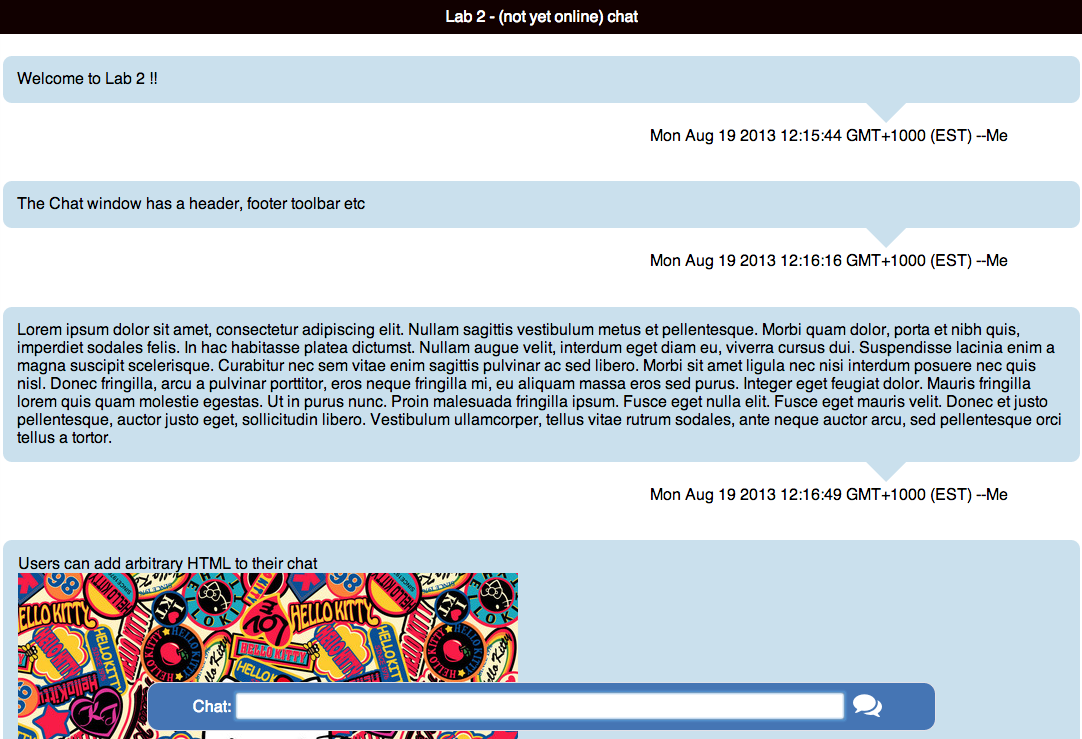 Lab 2 - (not yet online) chat
Welcome to Lab 2 !!
Mon Aug 19 2013 12:15:44 GMT+1000 (EST) --Me
The Chat window has a header, footer toolbar etc
Mon Aug 19 2013 12:16:16 GMT+1000 (EST) --Me
Lorem ipsum dolor sit amet, consectetur adipiscing elit. Nullam sagittis vestibulum metus et pellentesque. Morbi quam dolor, porta et nibh quis,
imperdiet sodales felis. In hac habitasse platea dictumst. Nullam augue velit, interdum eget diam eu, viverra cursus dui. Suspendisse lacinia enim a
magna suscipit scelerisque. Curabitur nec sem vitae enim sagittis pulvinar ac sed libero. Morbi sit amet ligula nec nisi interdum posuere nec quis
nisl. Donec fringilla, arcu a pulvinar porttitor, eros neque fringilla mi, eu aliquam massa eros sed purus. Integer eget feugiat dolor. Mauris fringilla
lorem quis quam molestie egestas. Ut in purus nunc. Proin malesuada fringilla ipsum. Fusce eget nulla elit. Fusce eget mauris velit. Donec et justo
pellentesque, auctor justo eget, sollicitudin libero. Vestibulum ullamcorper, tellus vitae rutrum sodales, ante neque auctor arcu, sed pellentesque orci
tellus a tortor.
Mon Aug 19 2013 12:16:49 GMT+1000 (EST) --Me
Users can add arbitrary HTML to their chat
98
HELLO KITTY
HELLO KITTY
HELLO KITTY
HELLO KITTY
Hello Kitty
Chat: